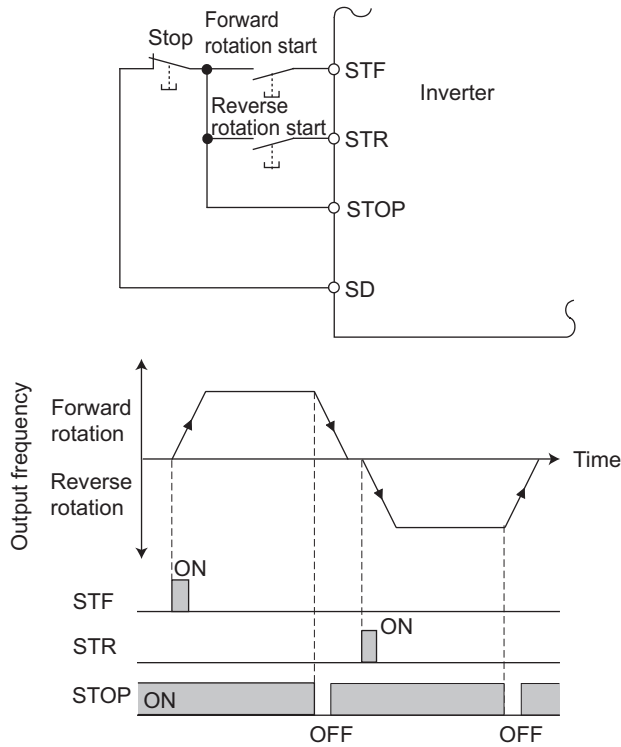 Forward
rotation start
Stop
STF
Inverter
Reverse
rotation start
STR
STOP
SD
Output frequency
Forward
rotation
Reverse
rotation
Time
ON
STF
ON
STR
STOP
ON
OFF
OFF